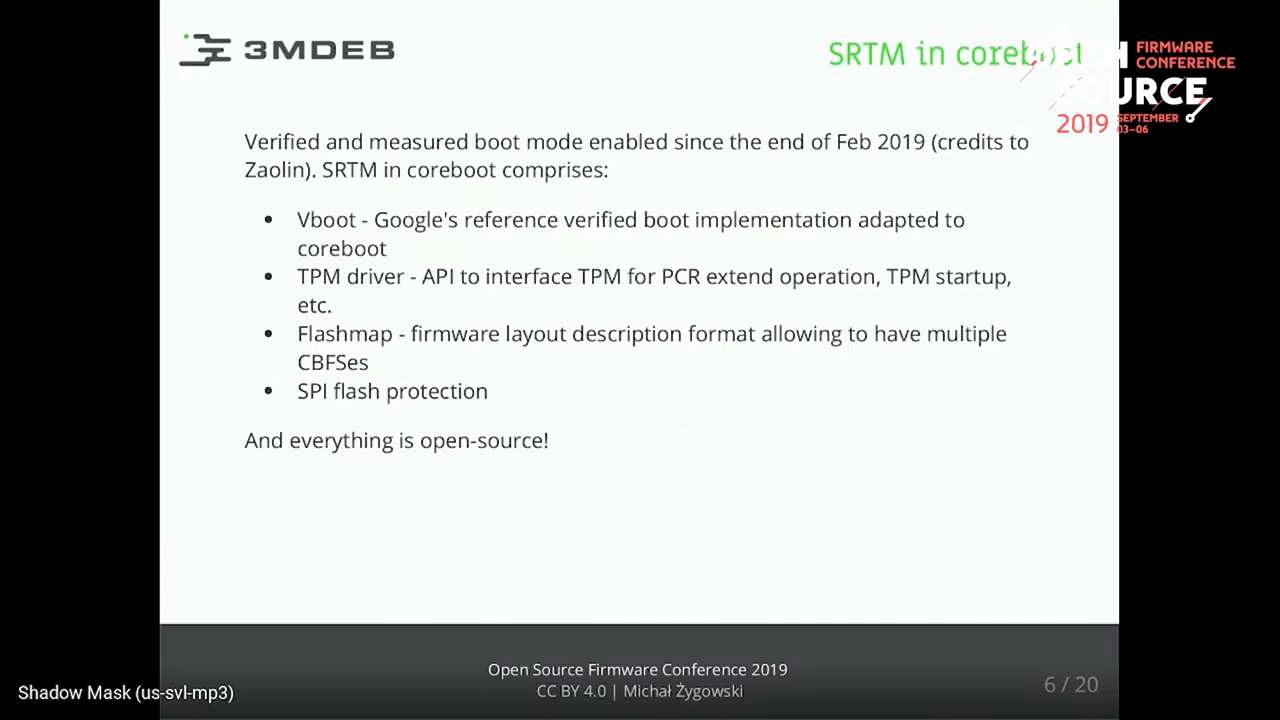 3MDEB
SRTM in coreboot
OPEN SOURCE
FIRMWARE
CONFERENCE
2019
SEPTEMBER
03–06
Verified and measured boot mode enabled since the end of Feb 2019 (credits to
Zaolin). SRTM in coreboot comprises:
• Vboot - Google's reference verified boot implementation adapted to
coreboot
• TPM driver - API to interface TPM for PCR extend operation, TPM startup,
etc.
• Flashmap - firmware layout description format allowing to have multiple
CBFSes
• SPI flash protection
And everything is open-source!
Open Source Firmware Conference 2019
CC BY 4.0 | Michał Żygowski
6 / 20
Shadow Mask (us-svl-mp3)